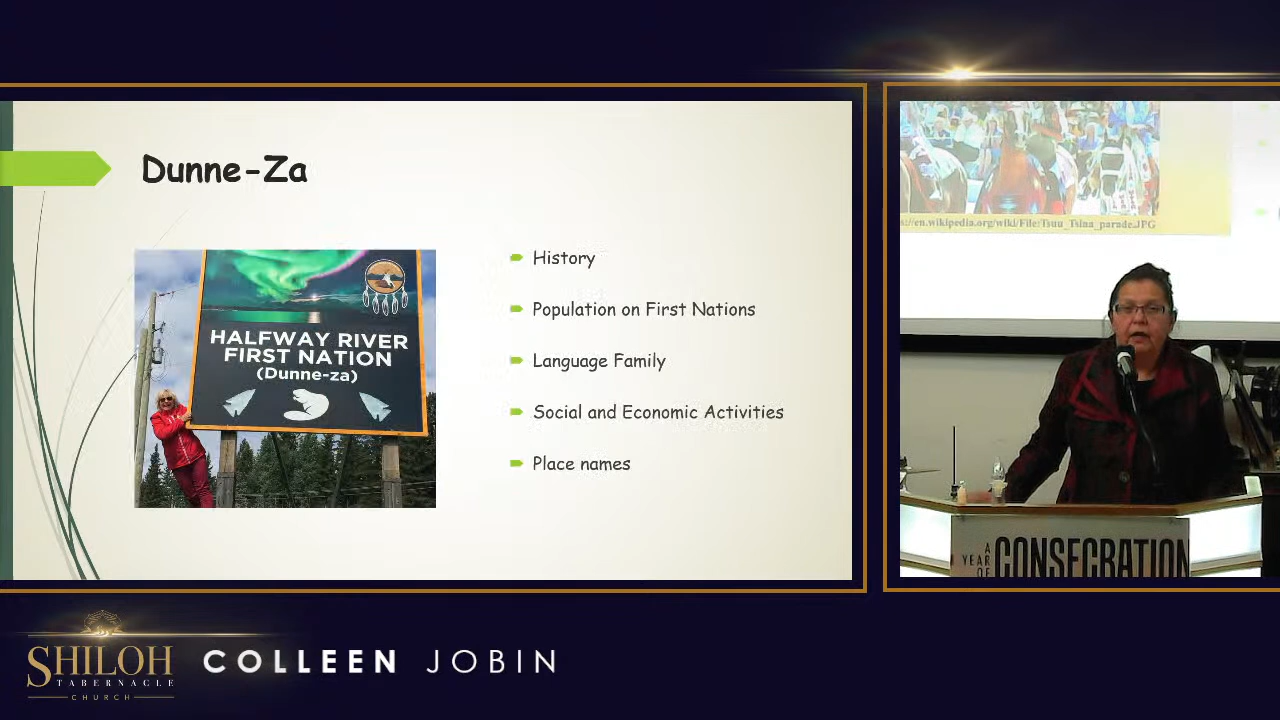 Dunne-Za
HALFWAY RIVER
FIRST NATION
(Dunne-za)
History
Population on First Nations
Language Family
Social and Economic Activities
Place names
s://en.wikipedia.org/wiki/File:Tsuu_Tsina_parade.JPG
A
YEAR
OF
CONSECRATION
SHILOH
TABERNACLE
CHURCH
COLLEEN JOBIN